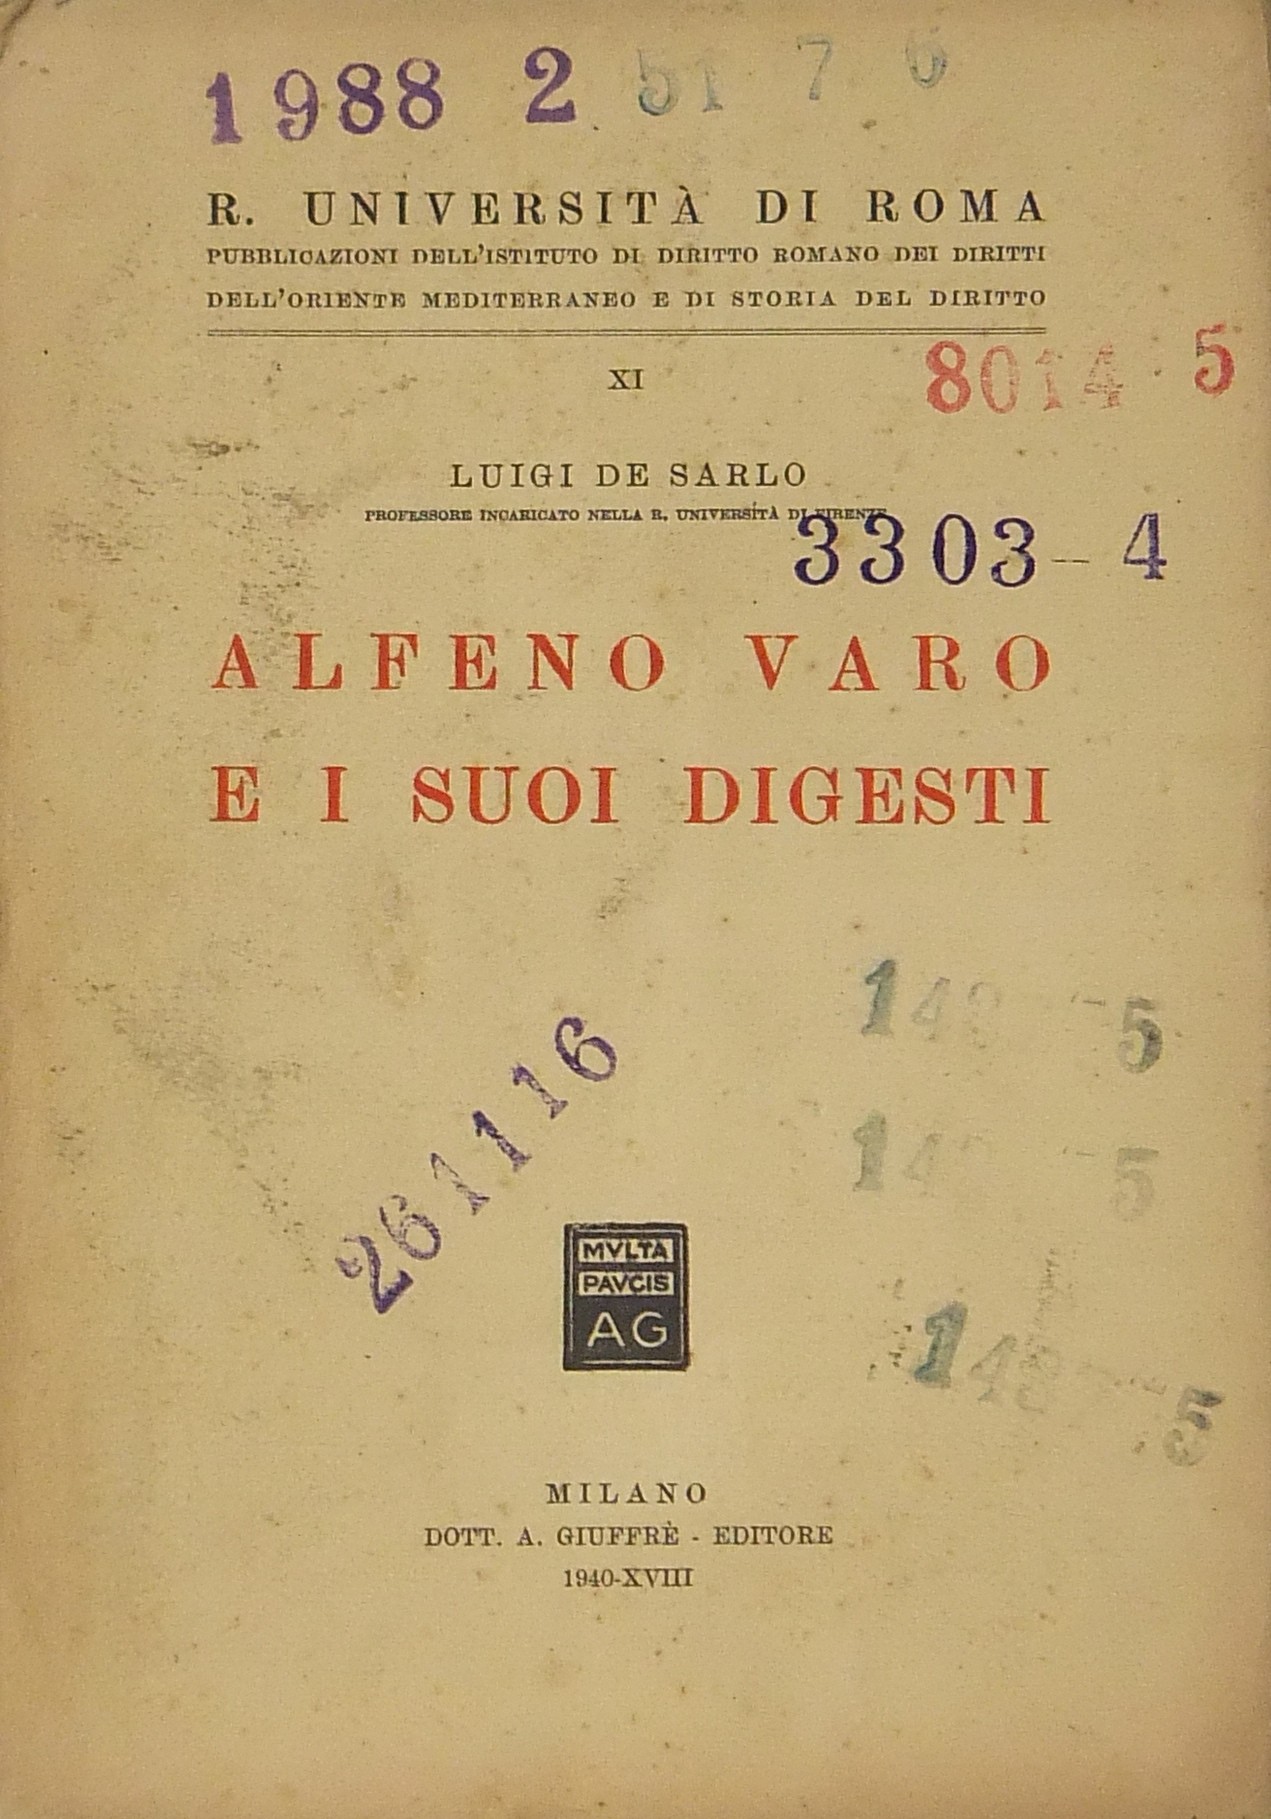 1988 2 51 7 6
R. UNIVERSITÀ DI ROMA
PUBBLICAZIONI DELL'ISTITUTO DI DIRITTO ROMANO DEI DIRITTI
DELL'ORIENTE MEDITERRANEO E DI STORIA DEL DIRITTO
XI
8014 5
LUIGI DE SARLO
PROFESSORE INCARICATO NELLA R. UNIVERSITÀ DI FIRENZE
3303 - 4
ALFENO VARO
E I SUOI DIGESTI
261116
MVLTA
PAVCIS
AG
MILANO
DOTT. A. GIUFFRÈ - EDITORE
1940-XVIII